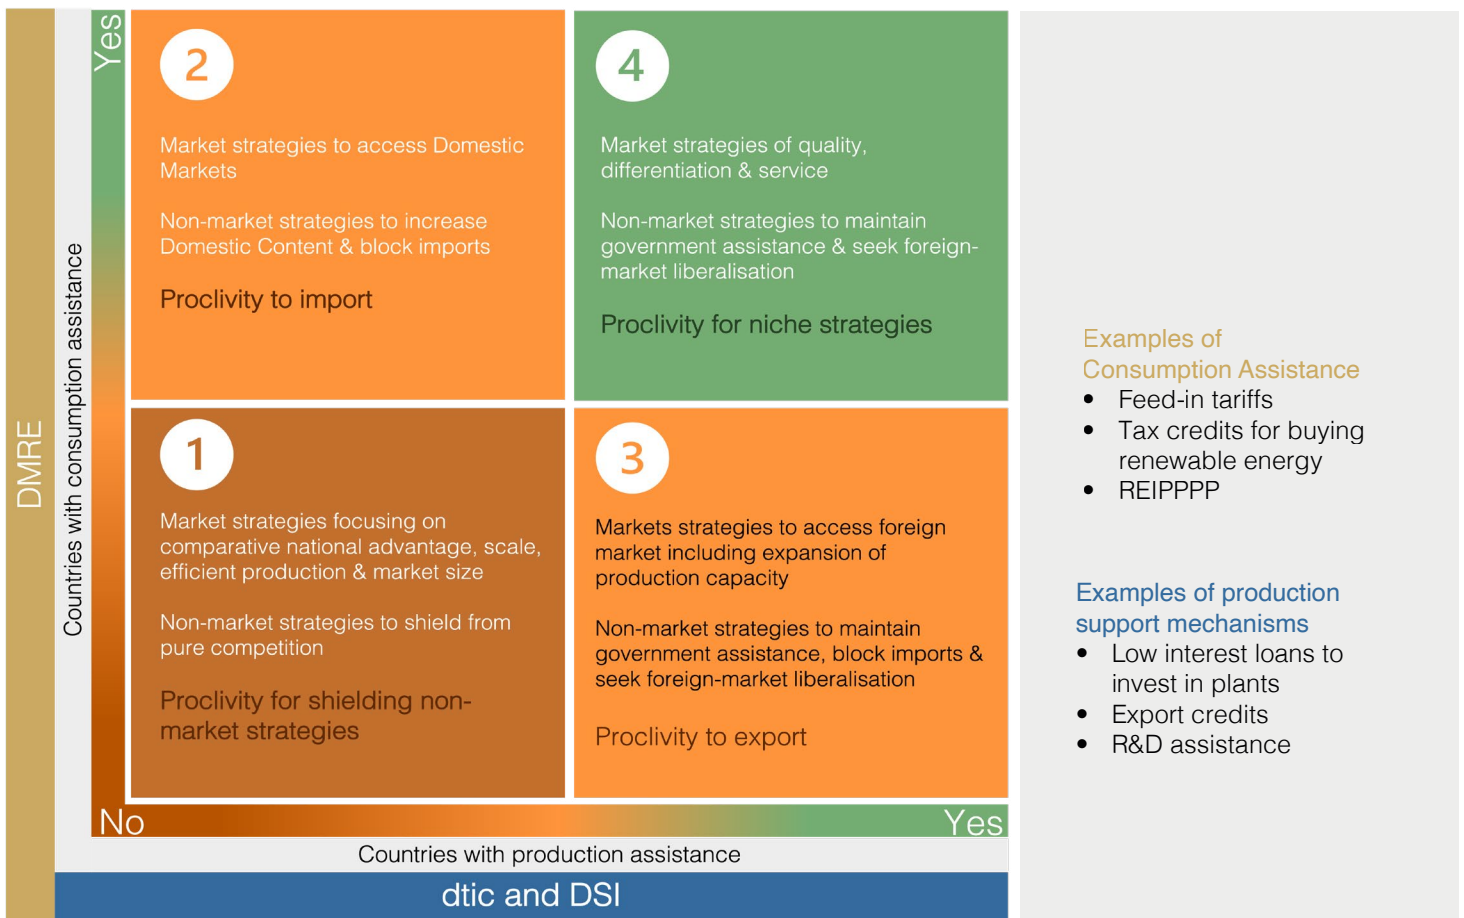 DMRE
Countries with consumption assistance
Yes
2
Market strategies to access Domestic
Markets
Non-market strategies to increase
Domestic Content & block imports
Proclivity to import
4
Market strategies of quality,
differentiation & service
Non-market strategies to maintain
government assistance & seek foreign-
market liberalisation
Proclivity for niche strategies
1
Market strategies focusing on
comparative national advantage, scale,
efficient production & market size
Non-market strategies to shield from
pure competition
Proclivity for shielding non-
market strategies
3
Markets strategies to access foreign
market including expansion of
production capacity
Non-market strategies to maintain
government assistance, block imports &
seek foreign-market liberalisation
Proclivity to export
No
Yes
Countries with production assistance
dtic and DSI
Examples of
Consumption Assistance
• Feed-in tariffs
• Tax credits for buying
renewable energy
• REIPPPP
Examples of production
support mechanisms
• Low interest loans to
invest in plants
• Export credits
• R&D assistance